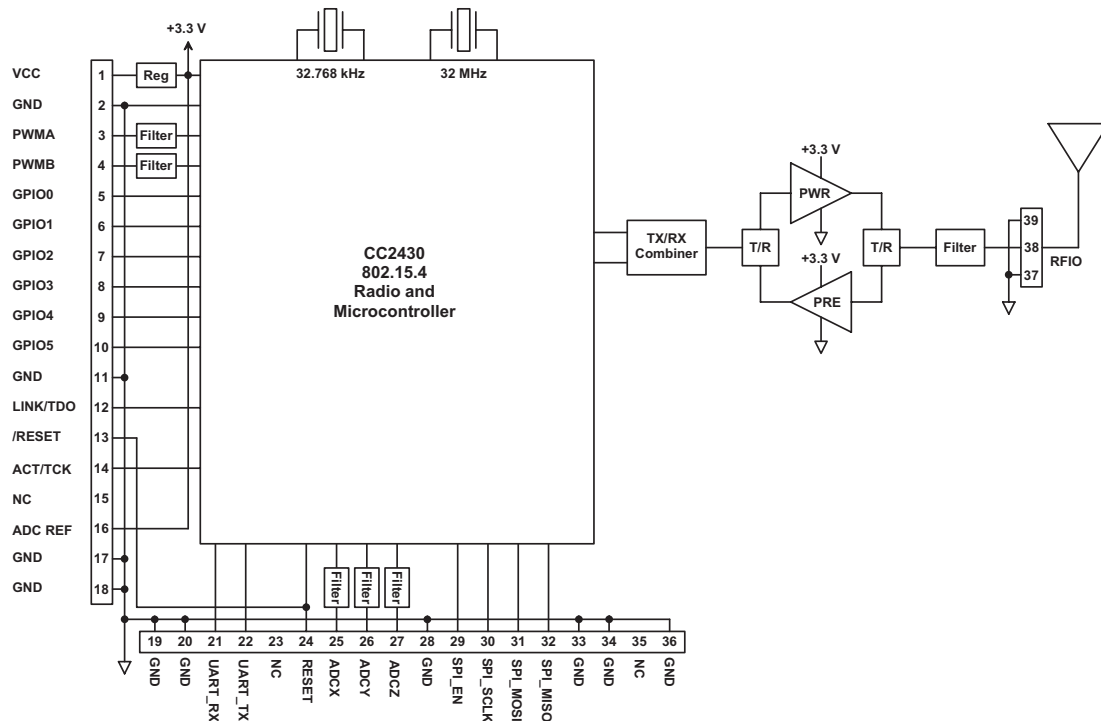 +3.3 V
32.768 kHz
32 MHz
VCC 1 Reg
GND 2
PWMA 3 Filter
PWMB 4 Filter
GPIO0 5
GPIO1 6
GPIO2 7
GPIO3 8
GPIO4 9
GPIO5 10
GND 11
LINK/TDO 12
/RESET 13
ACT/TCK 14
NC 15
ADC REF 16
GND 17
GND 18
CC2430
802.15.4
Radio and
Microcontroller
TX/RX
Combiner
T/R
+3.3 V
PWR
+3.3 V
PRE
T/R
Filter
39
38
37
RFIO
Filter
Filter
Filter
19 20 21 22 23 24 25 26 27 28 29 30 31 32 33 34 35 36
GND
GND
UART_RX
UART_TX
NC
RESET
ADCX
ADCY
ADCZ
GND
SPI_EN
SPI_SCLK
SPI_MOSI
SPI_MISO
GND
GND
NC
GND